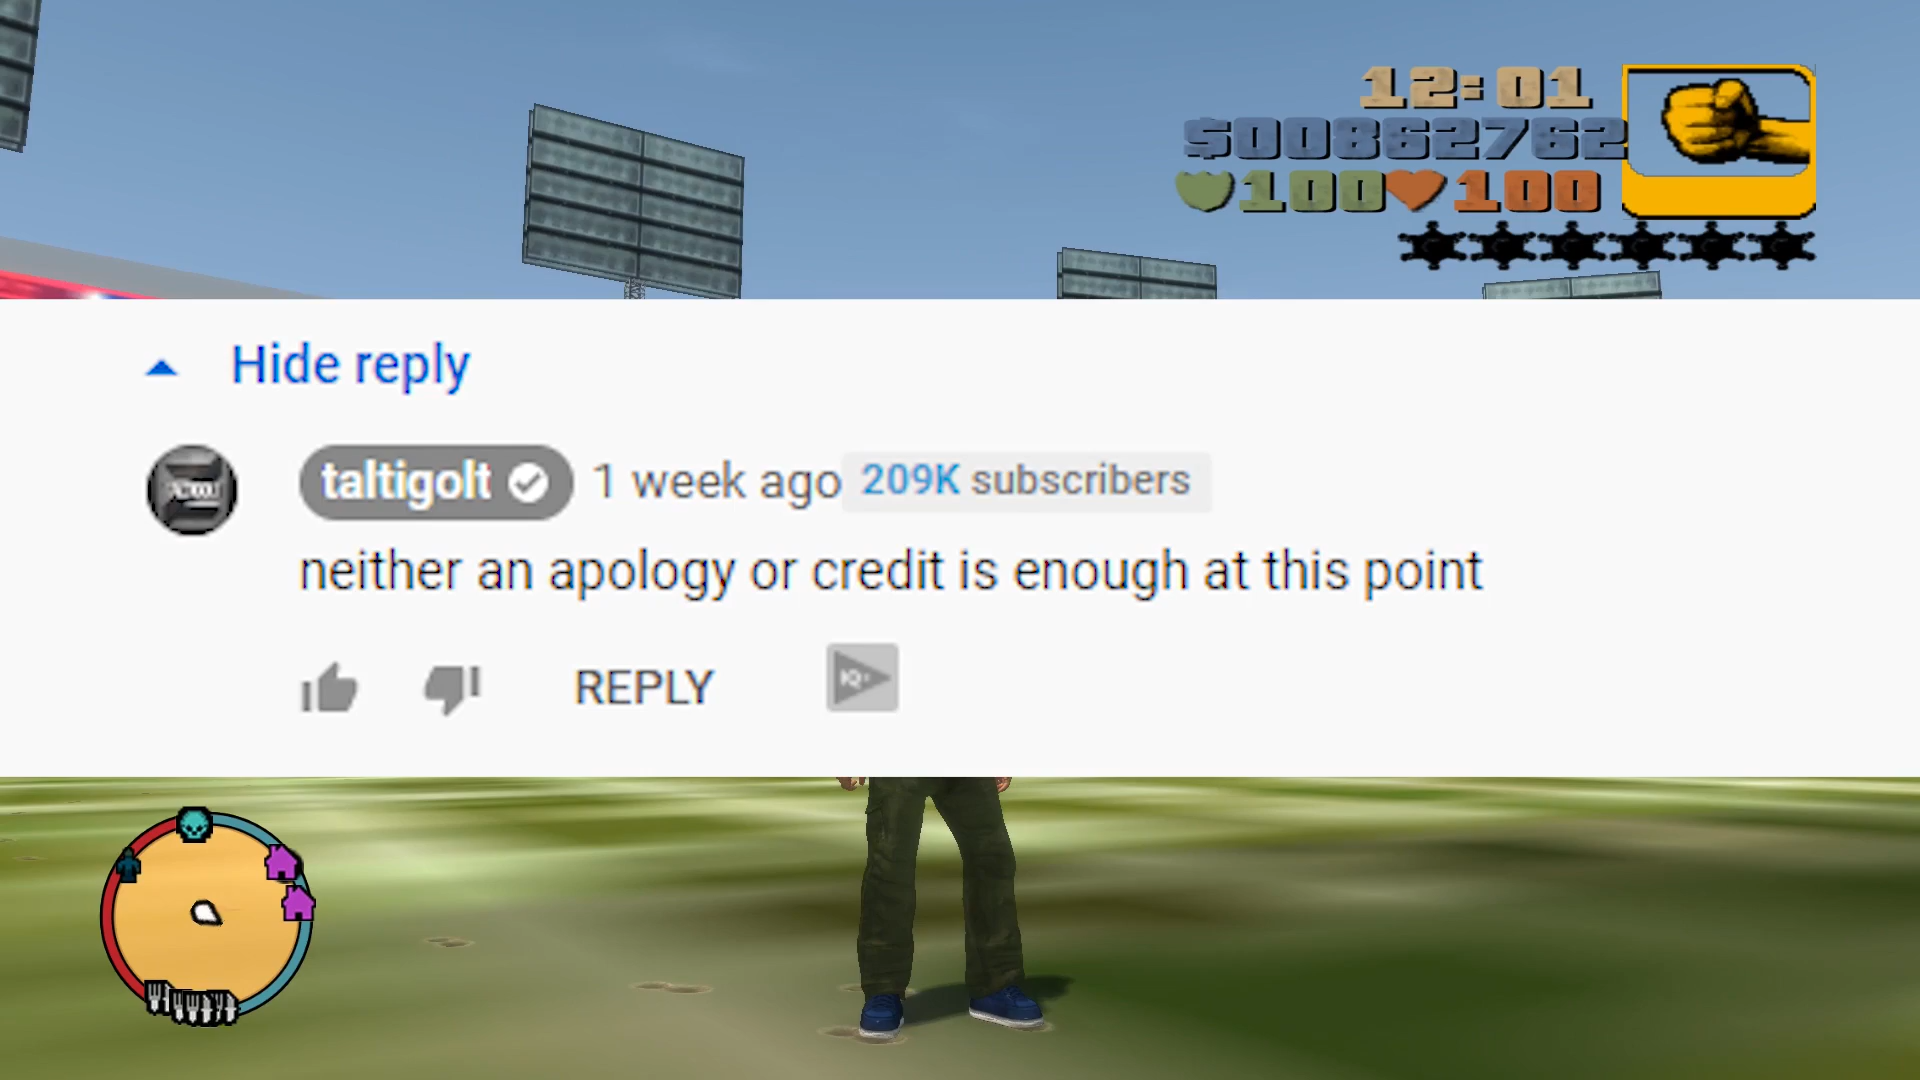 12:01
$00862762
100 100
Hide reply
taltigolt 1 week ago 209K subscribers
neither an apology or credit is enough at this point
REPLY
IQ